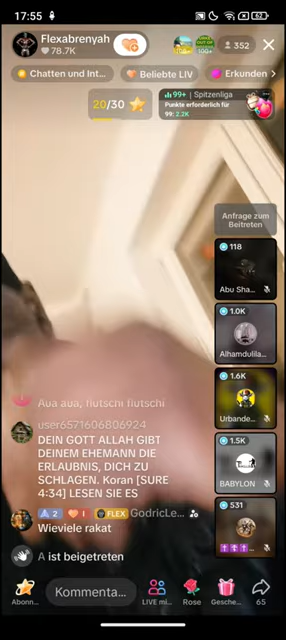 17:55
62
Flexabrenyah
78.7K
352
Chatten und Int...
Beliebte LIV
Erkunden
20/30
99+ | Spitzenliga
Punkte erforderlich für
99: 2.2K
Anfrage zum
Beitreten
118
Abu Sha...
1.0K
Alhamdulila...
1.6K
Urbande...
1.5K
BABYLON
531
Aua aua, flutschi flutschi
user6571606806924
DEIN GOTT ALLAH GIBT
DEINEM EHEMANN DIE
ERLAUBNIS, DICH ZU
SCHLAGEN. Koran [SURE
4:34] LESEN SIE ES
2 1 FLEX GodricLe...
Wieviele rakat
A ist beigetreten
Abonn...
Kommenta...
LIVE mi...
Rose
Gesche...
65